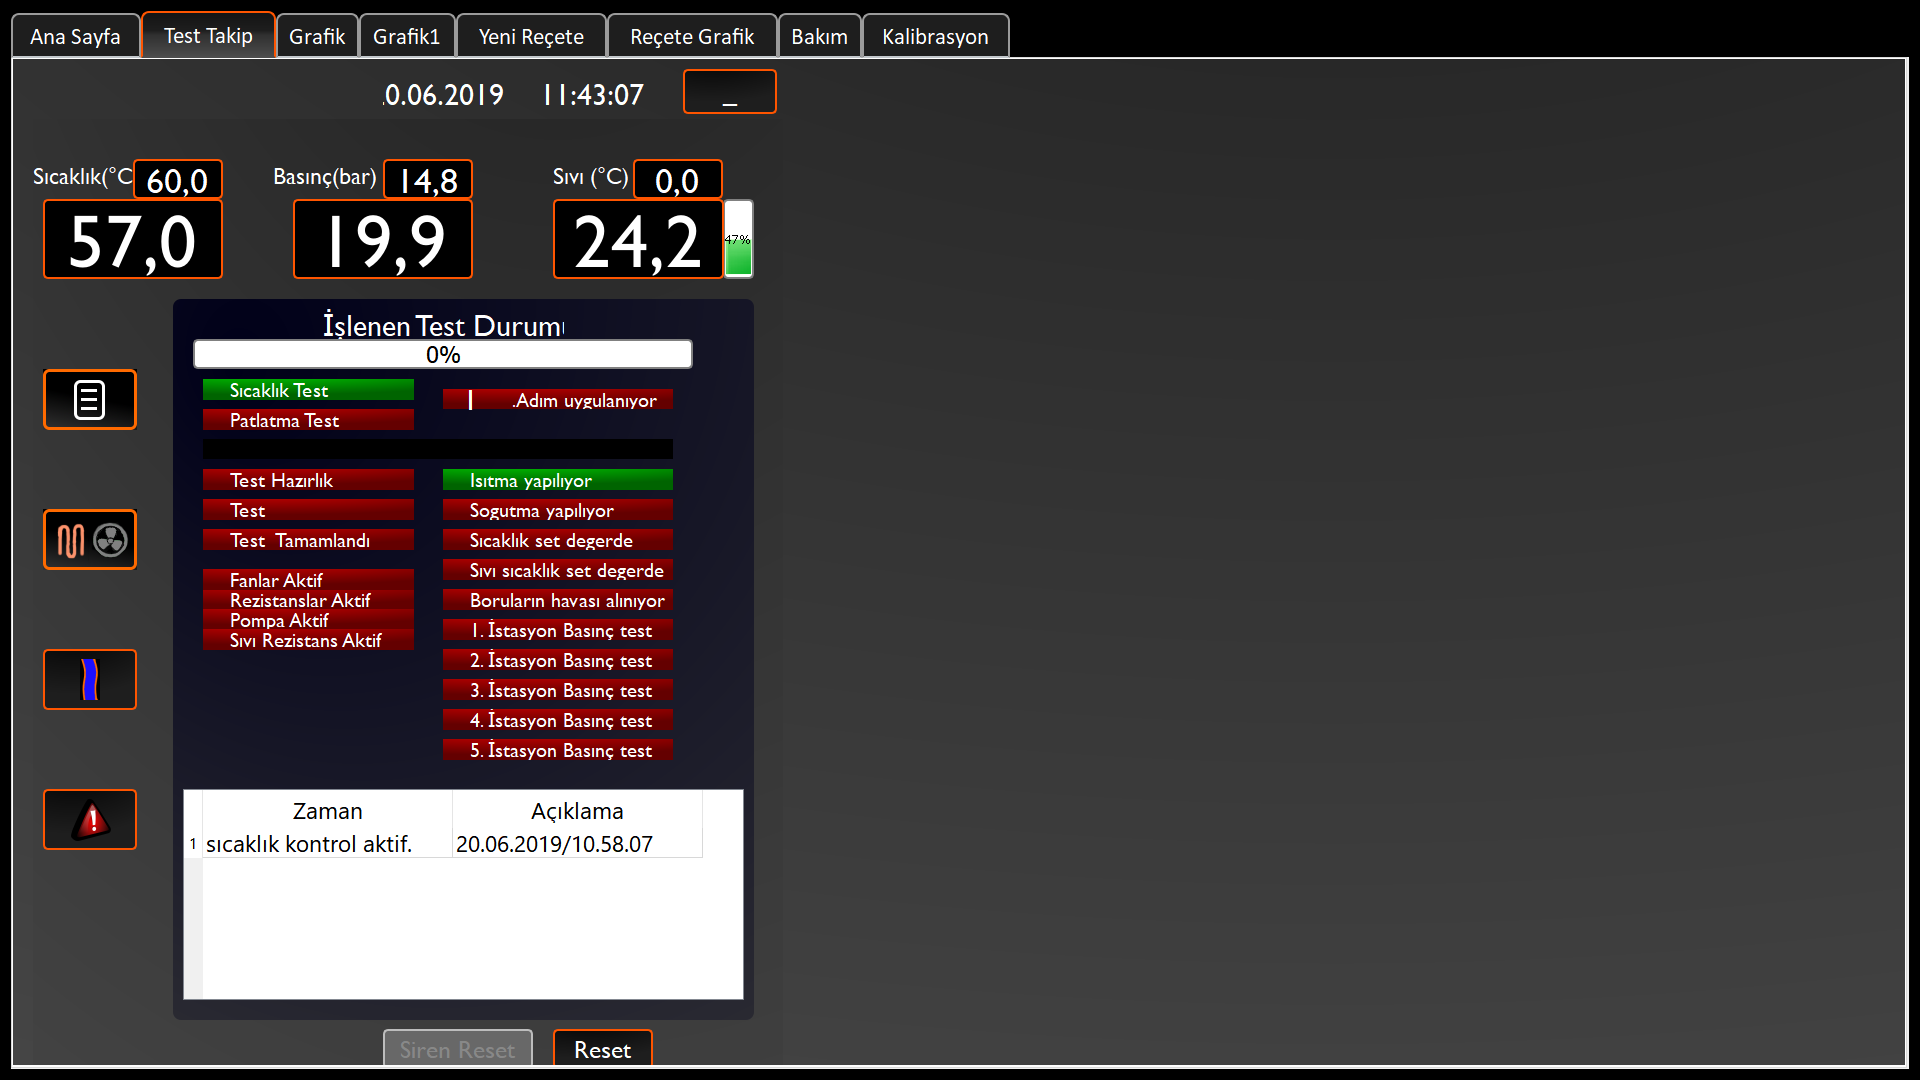 Ana Sayfa Test Takip Grafik Grafik1 Yeni Reçete Reçete Grafik Bakım Kalibrasyon
0.06.2019 11:43:07 _
Sıcaklık(°C 60,0 Basınç(bar) 14,8 Sıvı (°C) 0,0
57,0 19,9 24,2 47%
İşlenen Test Durumu
0%
Sıcaklık Test
.Adım uygulanıyor
Patlatma Test
Test Hazırlık Isıtma yapılıyor
Test Sogutma yapılıyor
Test Tamamlandı Sıcaklık set degerde
Sıvı sıcaklık set degerde
Fanlar Aktif
Rezistanslar Aktif Boruların havası alınıyor
Pompa Aktif
1. İstasyon Basınç test
Sıvı Rezistans Aktif
2. İstasyon Basınç test
3. İstasyon Basınç test
4. İstasyon Basınç test
5. İstasyon Basınç test
Zaman Açıklama
1 sıcaklık kontrol aktif. 20.06.2019/10.58.07
Siren Reset Reset